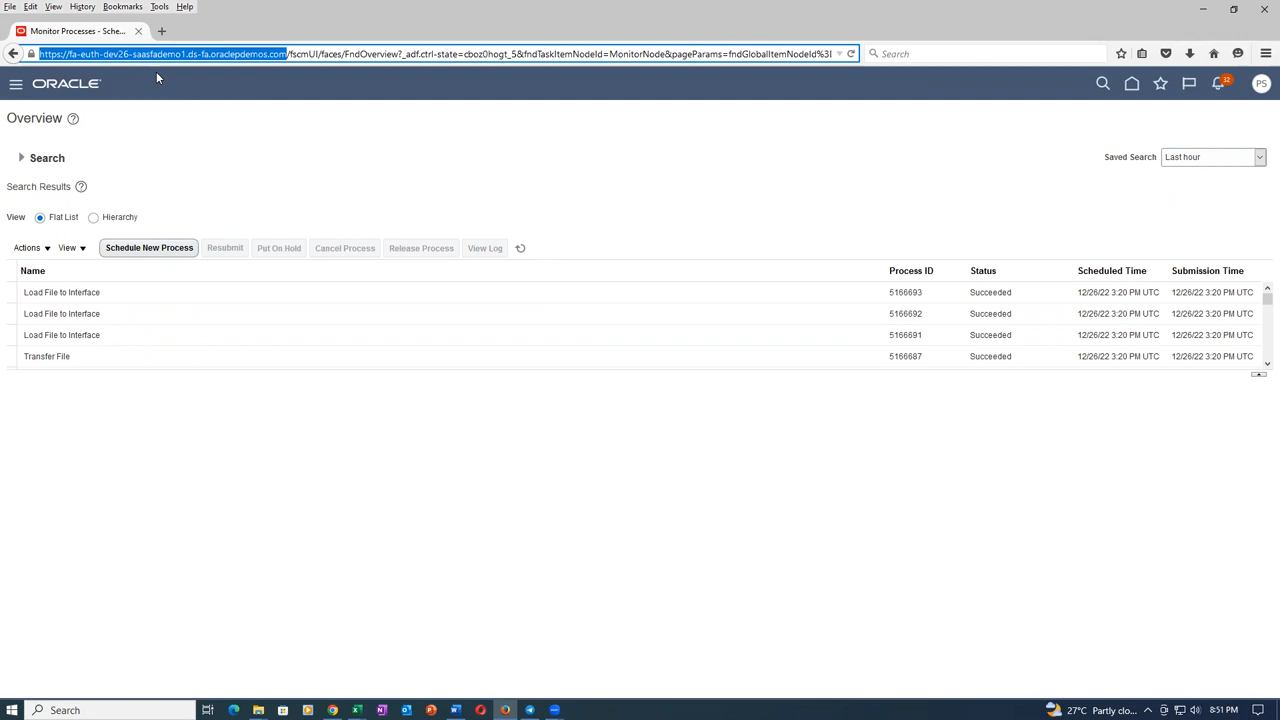 File Edit View History Bookmarks Tools Help
Monitor Processes - Sche...
https://fa-euth-dev26-saasfademo1.ds-fa.oraclepdemos.com/fscmUI/faces/FndOverview?_adf.ctrl-state=cboz0hogt_5&fndTaskItemNodeId=MonitorNode&pageParams=fndGlobalItemNodeId%3I Search
ORACLE 32 PS
Overview
Search Saved Search Last hour
Search Results
View Flat List Hierarchy
Actions View Schedule New Process Resubmit Put On Hold Cancel Process Release Process View Log
Name Process ID Status Scheduled Time Submission Time
Load File to Interface 5166693 Succeeded 12/26/22 3:20 PM UTC 12/26/22 3:20 PM UTC
Load File to Interface 5166692 Succeeded 12/26/22 3:20 PM UTC 12/26/22 3:20 PM UTC
Load File to Interface 5166691 Succeeded 12/26/22 3:20 PM UTC 12/26/22 3:20 PM UTC
Transfer File 5166687 Succeeded 12/26/22 3:20 PM UTC 12/26/22 3:20 PM UTC
Search 27°C Partly clo... 8:51 PM